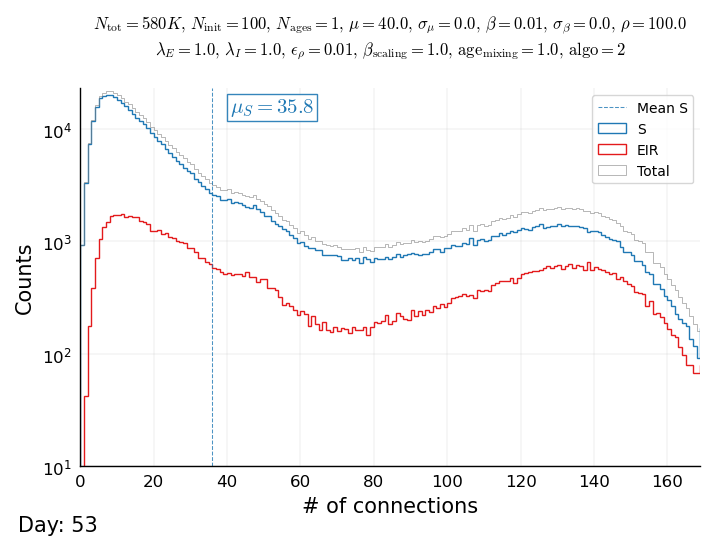 N_tot = 580K, N_init = 100, N_ages = 1, μ = 40.0, σ_μ = 0.0, β = 0.01, σ_β = 0.0, ρ = 100.0
λ_E = 1.0, λ_I = 1.0, ϵ_ρ = 0.01, β_scaling = 1.0, age_mixing = 1.0, algo = 2
μ_S = 35.8
Mean S
S
EIR
Total
10^4
10^3
10^2
10^1
Counts
0 20 40 60 80 100 120 140 160
# of connections
Day: 53